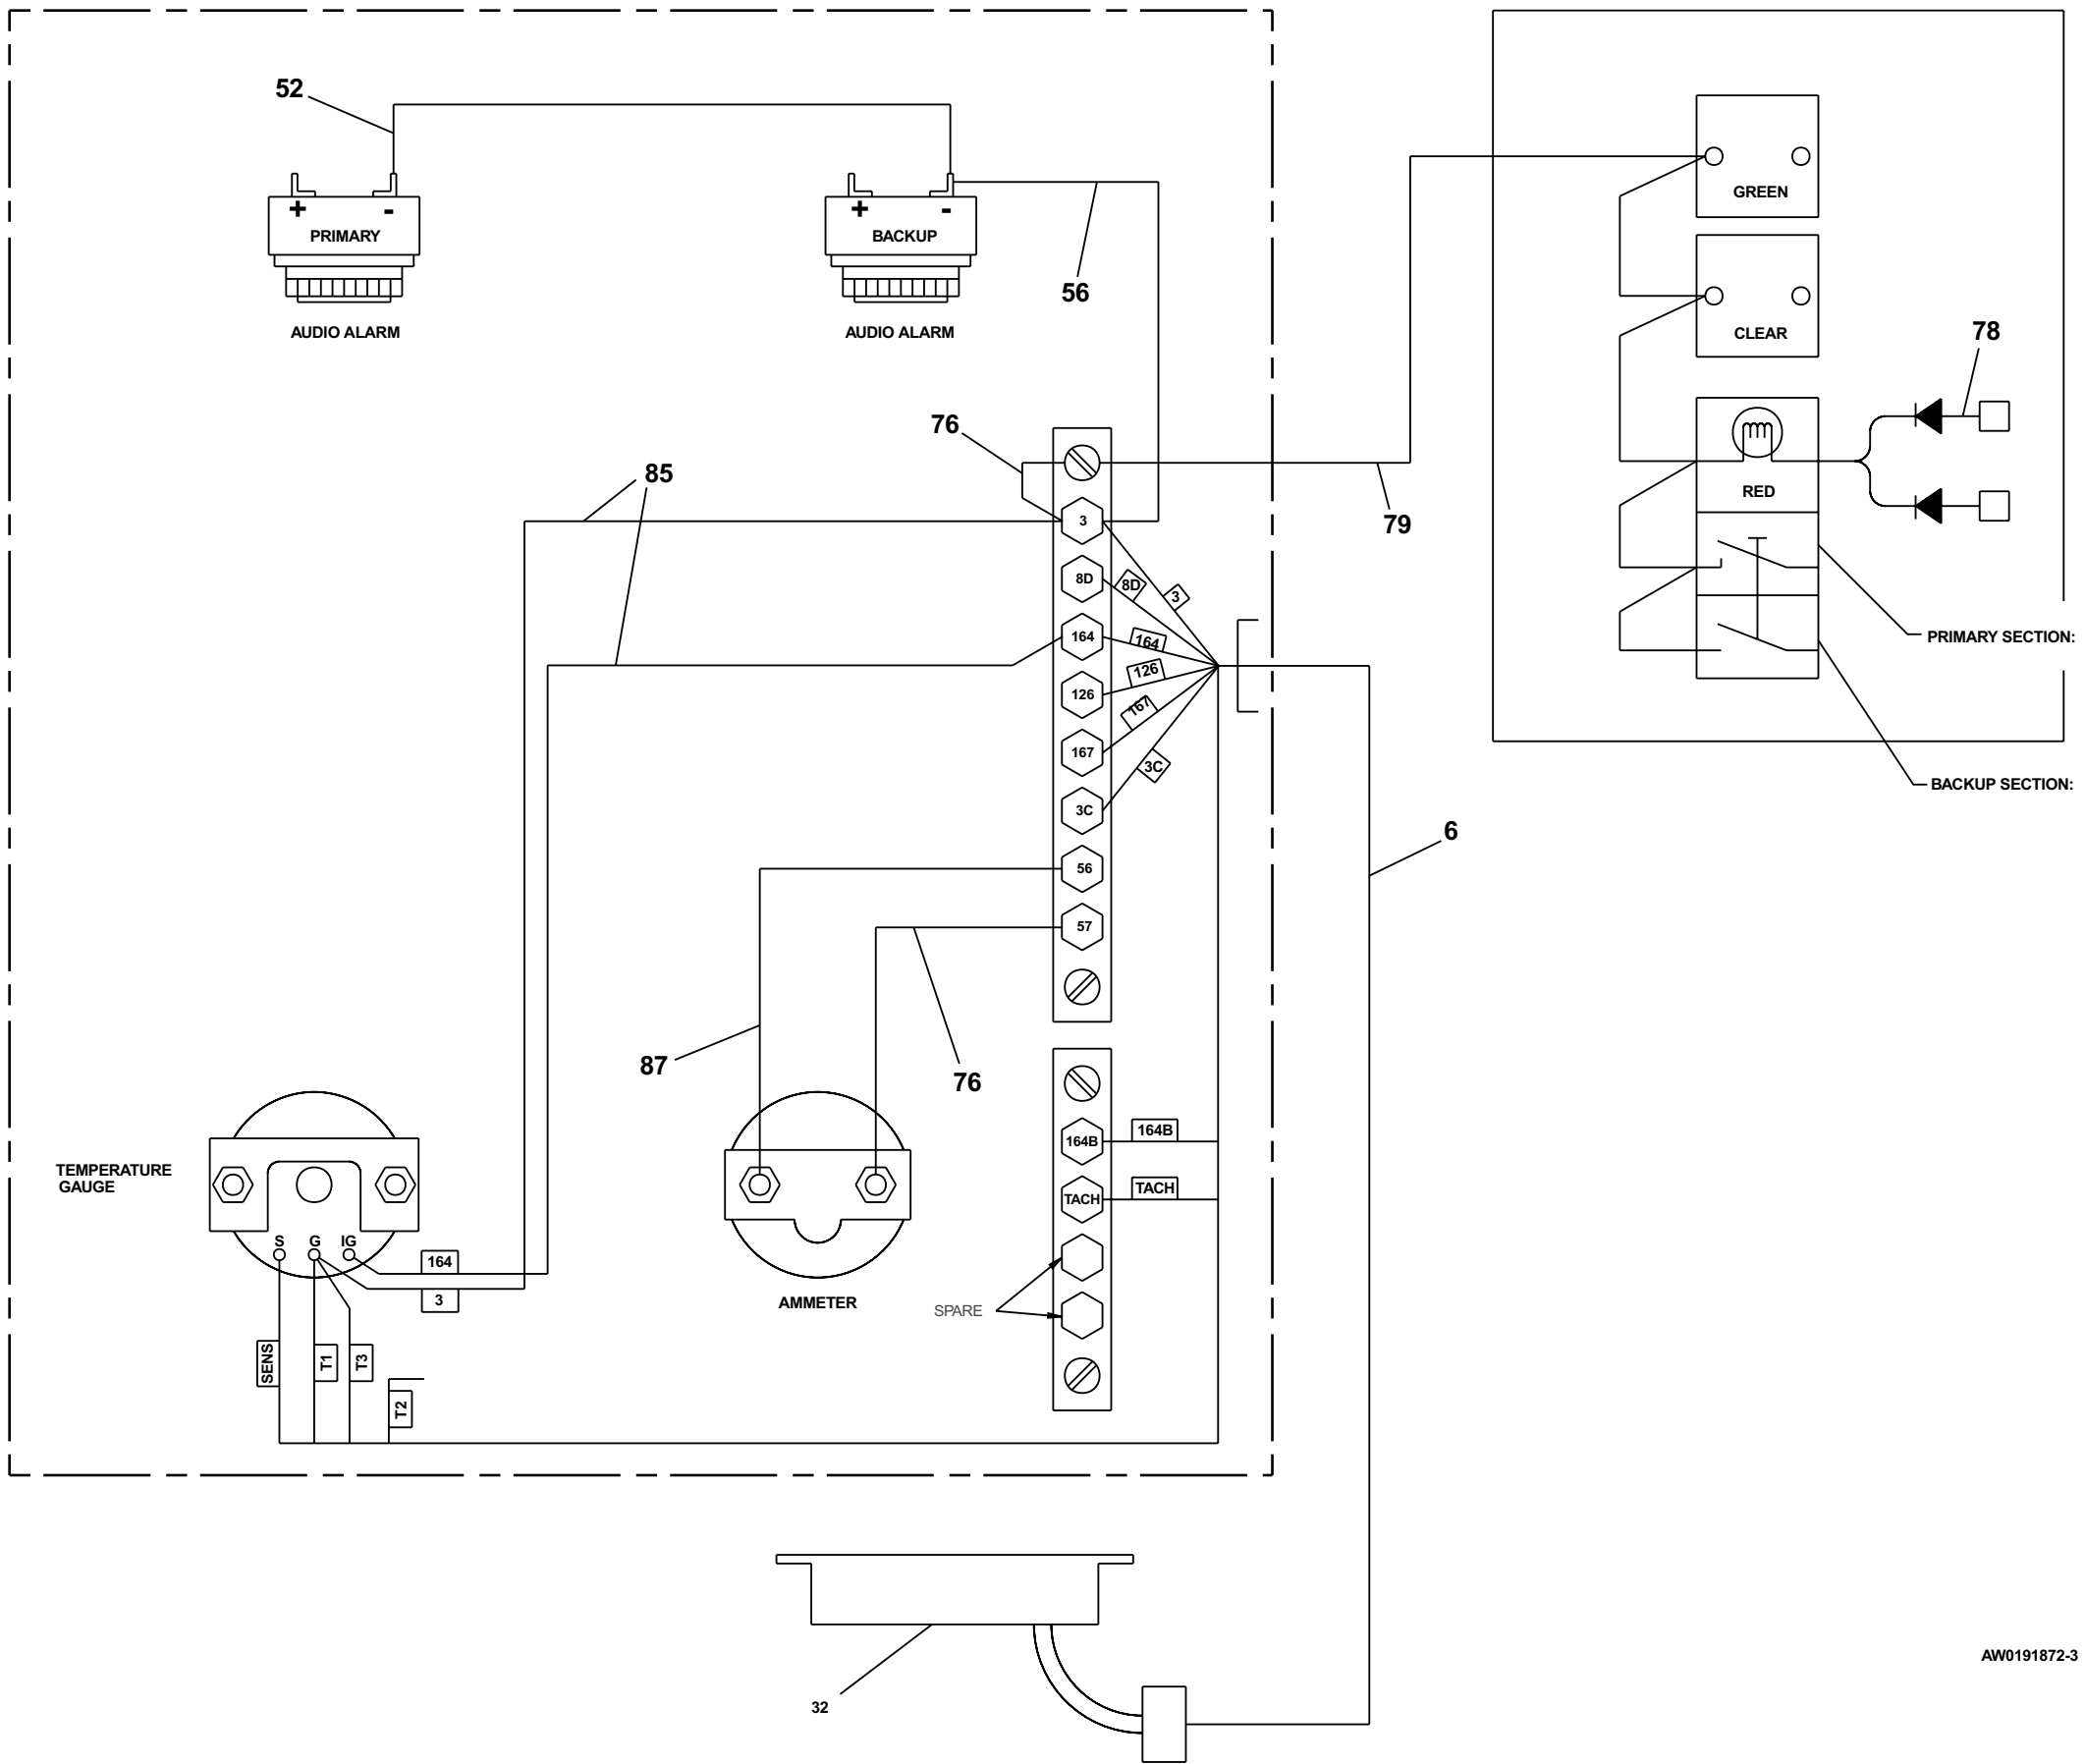 52
+ -
PRIMARY
AUDIO ALARM
+ -
BACKUP
AUDIO ALARM
56
GREEN
CLEAR
78
RED
PRIMARY SECTION:
BACKUP SECTION:
76
85
79
3
8D
164
126
167
3C
56
57
3
8D
164
126
167
3C
6
87
76
TEMPERATURE
GAUGE
S G IG
164
3
SENS
T1
T3
T2
AMMETER
164B
TACH
164B
TACH
SPARE
32
AW0191872-3